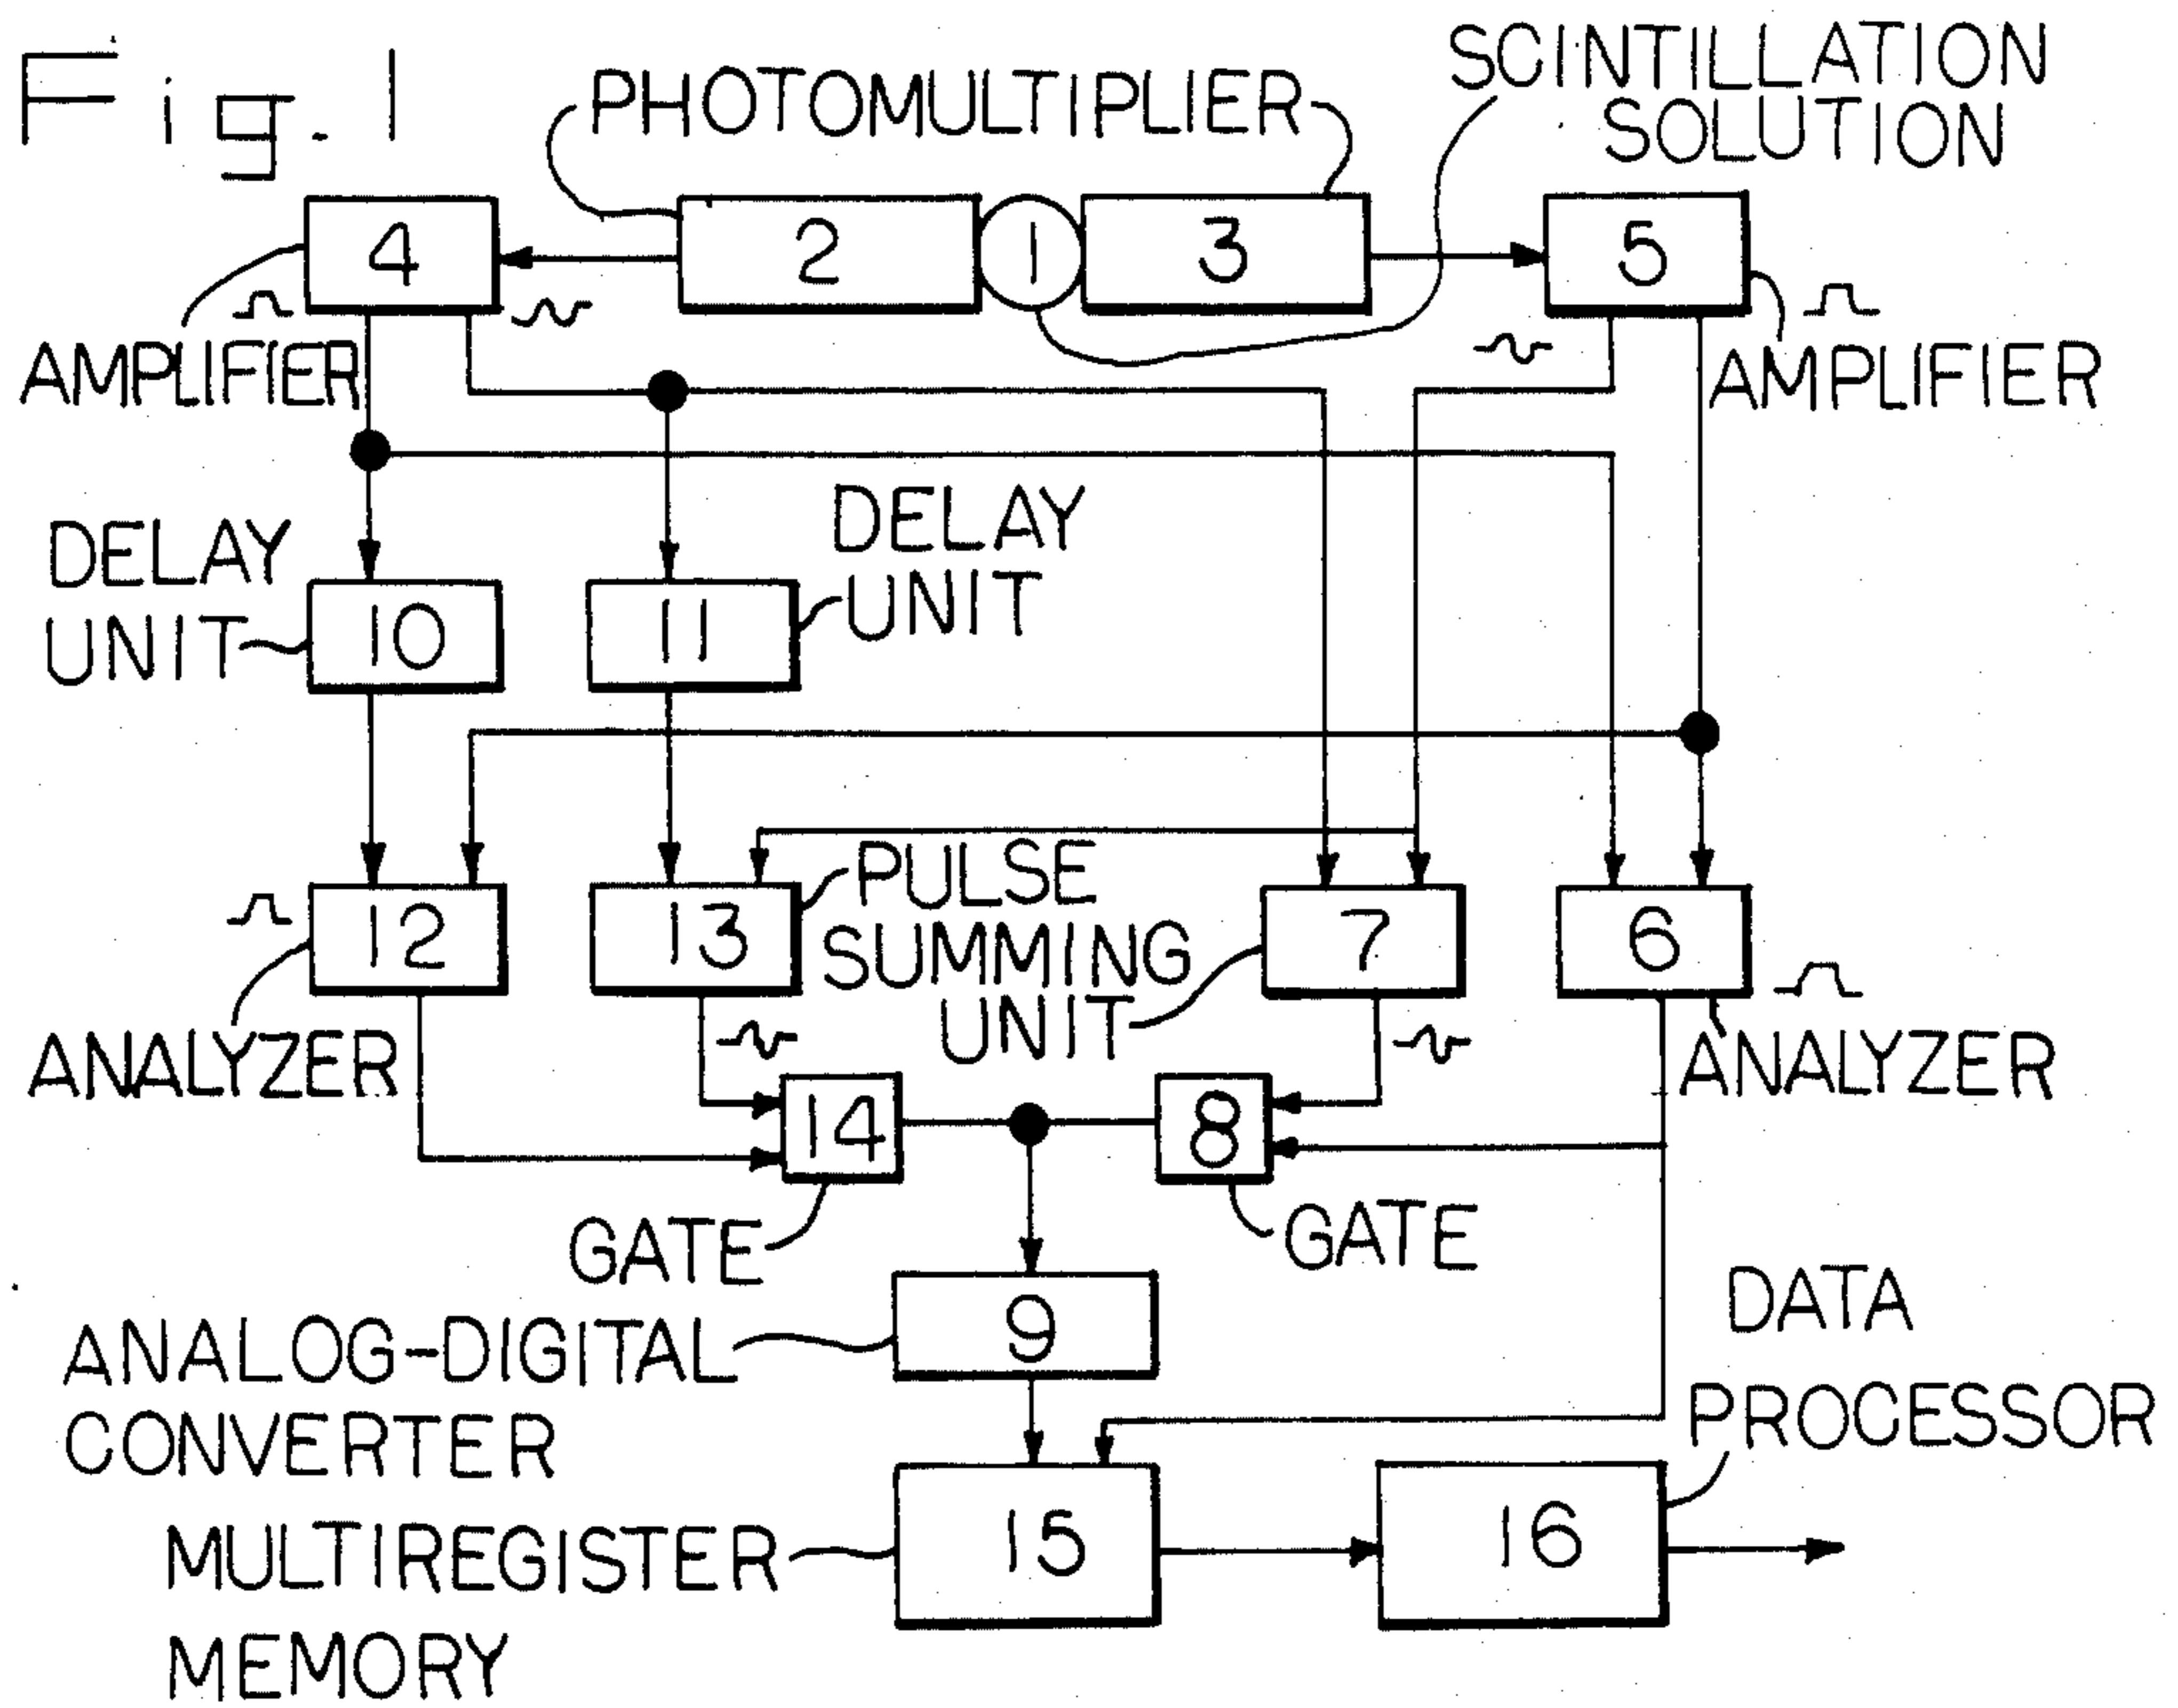 Fig. 1
SCINTILLATION
SOLUTION
PHOTOMULTIPLIER
4
2
1
3
5
AMPLIFIER
AMPLIFIER
DELAY
UNIT
DELAY
UNIT
10
11
PULSE
SUMMING
UNIT
12
13
7
6
ANALYZER
ANALYZER
14
8
GATE
GATE
9
ANALOG-DIGITAL
CONVERTER
DATA
PROCESSOR
15
16
MULTIREGISTER
MEMORY